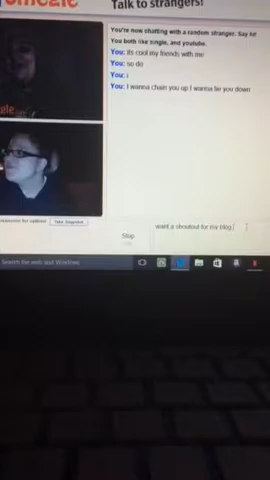 Talk to strangers!
You're now chatting with a random stranger. Say hi!
You both like single, and youtube.
You: its cool my friends with me
You: so do
You: i
You: I wanna chain you up I wanna tie you down
want a shoutout for my blog
Stop
Search the web and Windows